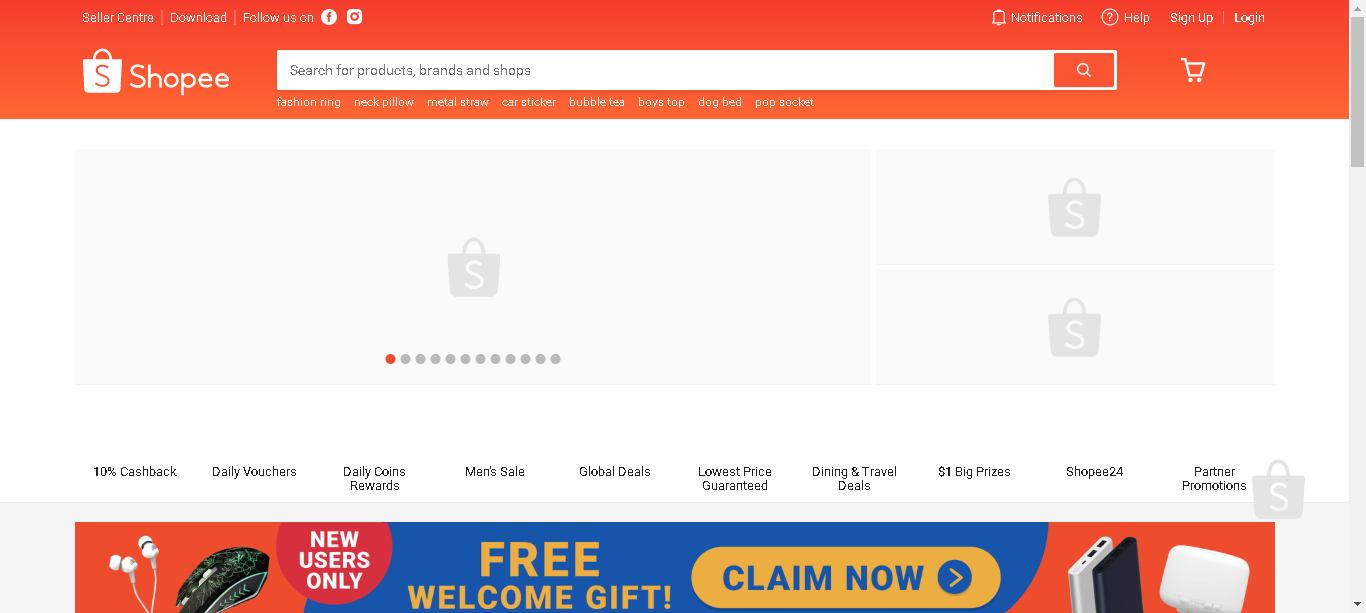 Seller Centre Download Follow us on Notifications Help Sign Up Login
Shopee
Search for products, brands and shops
fashion ring neck pillow metal straw car sticker bubble tea boys top dog bed pop socket
10% Cashback
Daily Vouchers
Daily Coins
Rewards
Men's Sale
Global Deals
Lowest Price
Guaranteed
Dining & Travel
Deals
$1 Big Prizes
Shopee24
Partner
Promotions
NEW
USERS
ONLY
FREE
WELCOME GIFT!
CLAIM NOW